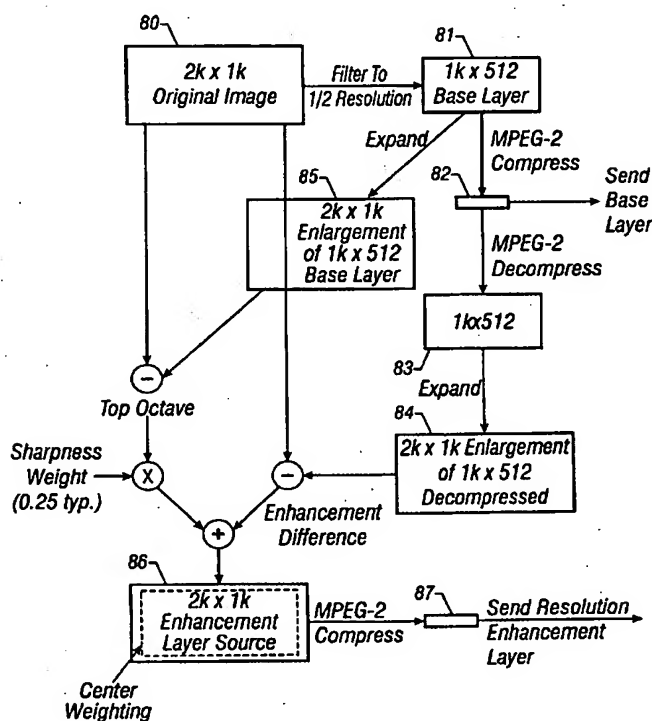 80
2k x 1k
Original Image
Filter To
1/2 Resolution
81
1k x 512
Base Layer
Expand
MPEG-2
Compress
82
Send
Base
Layer
85
2k x 1k
Enlargement
of 1k x 512
Base Layer
MPEG-2
Decompress
1kx512
83
Expand
−
Top Octave
84
2k x 1k Enlargement
of 1k x 512
Decompressed
Sharpness
Weight
(0.25 typ.)
X
−
Enhancement
Difference
+
86
2k x 1k
Enhancement
Layer Source
MPEG-2
Compress
87
Send Resolution
Enhancement
Layer
Center
Weighting